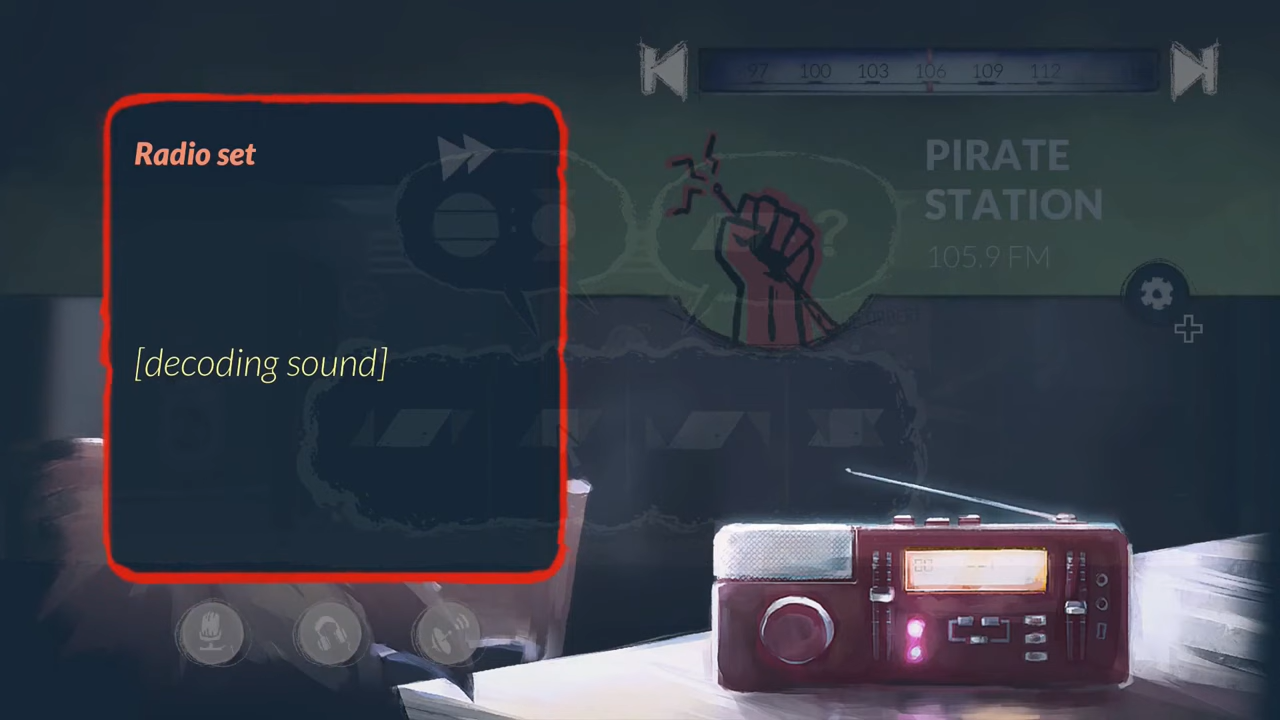 97 100 103 106 109 112
Radio set
PIRATE
STATION
105.9 FM
?
[decoding sound]